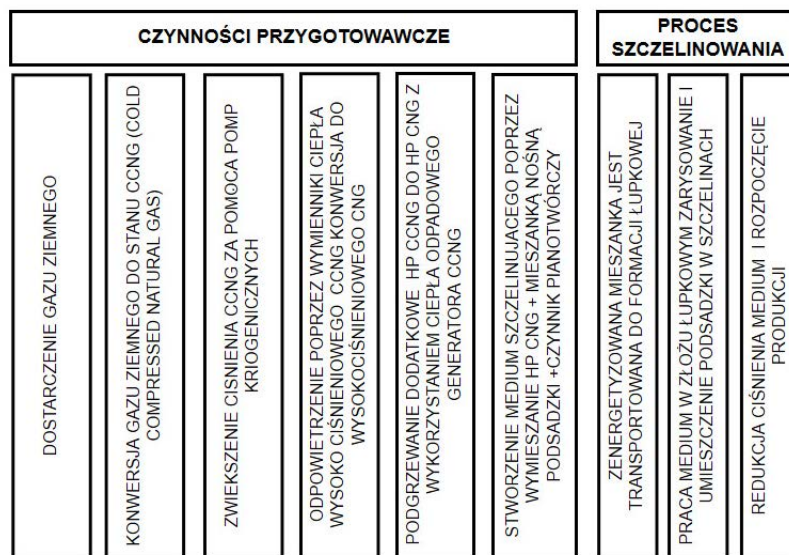 CZYNNOŚCI PRZYGOTOWAWCZE
PROCES
SZCZELINOWANIA
DOSTARCZENIE GAZU ZIEMNEGO
KONWERSJA GAZU ZIEMNEGO DO STANU CCNG (COLD
COMPRESSED NATURAL GAS)
ZWIEKSZENIE CIŚNIENIA CCNG ZA POMOCA POMP
KRIOGENICZNYCH
ODPOWIETRZENIE POPRZEZ WYMIENNIKI CIEPŁA
WYSOKO CIŚNIENIOWEGO CCNG KONWERSJA DO
WYSOKOCIŚNIENIOWEGO CNG
PODGRZEWANIE DODATKOWE HP CCNG DO HP CNG Z
WYKORZYSTANIEM CIEPŁA ODPADOWEGO
GENERATORA CCNG
STWORZENIE MEDIUM SZCZELINUJACEGO POPRZEZ
WYMIESZANIE HP CNG + MIESZANKĄ NOŚNĄ
PODSADZKI +CZYNNIK PIANOTWÓRCZY
ZENERGETYZOWANA MIESZANKA JEST
TRANSPORTOWANA DO FORMACJI ŁUPKOWEJ
PRACA MEDIUM W ZŁOZU ŁUPKOWYM ZARYSOWANIE I
UMIESZCZENIE PODSADZKI W SZCZELINACH
REDUKCJA CIŚNIENIA MEDIUM I ROZPOCZĘCIE
PRODUKCJI